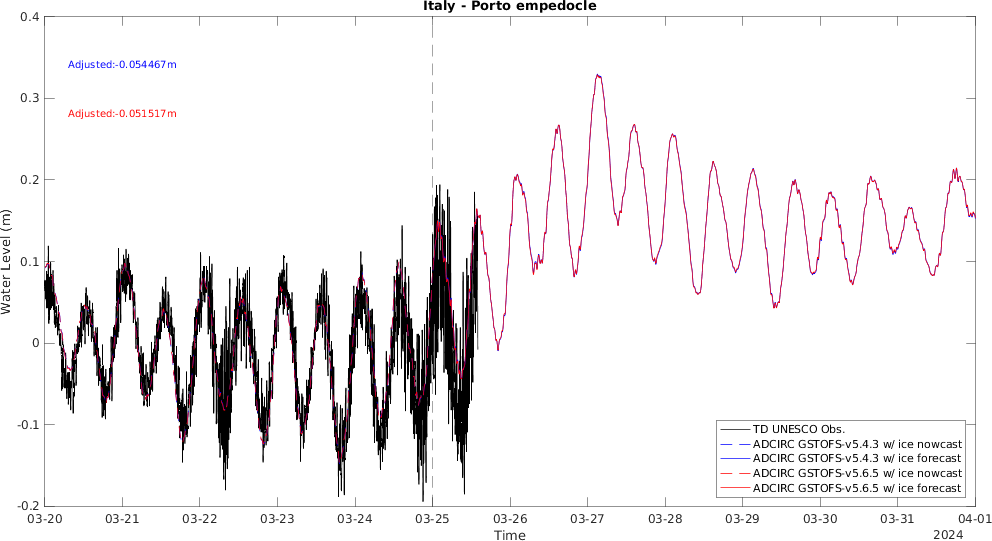 Italy - Porto empedocle
Adjusted:-0.054467m
Adjusted:-0.051517m
Water Level (m)
0.4
0.3
0.2
0.1
0
-0.1
-0.2
TD UNESCO Obs.
ADCIRC GSTOFS-v5.4.3 w/ ice nowcast
ADCIRC GSTOFS-v5.4.3 w/ ice forecast
ADCIRC GSTOFS-v5.6.5 w/ ice nowcast
ADCIRC GSTOFS-v5.6.5 w/ ice forecast
03-20 03-21 03-22 03-23 03-24 03-25 03-26 03-27 03-28 03-29 03-30 03-31 04-01
Time
2024